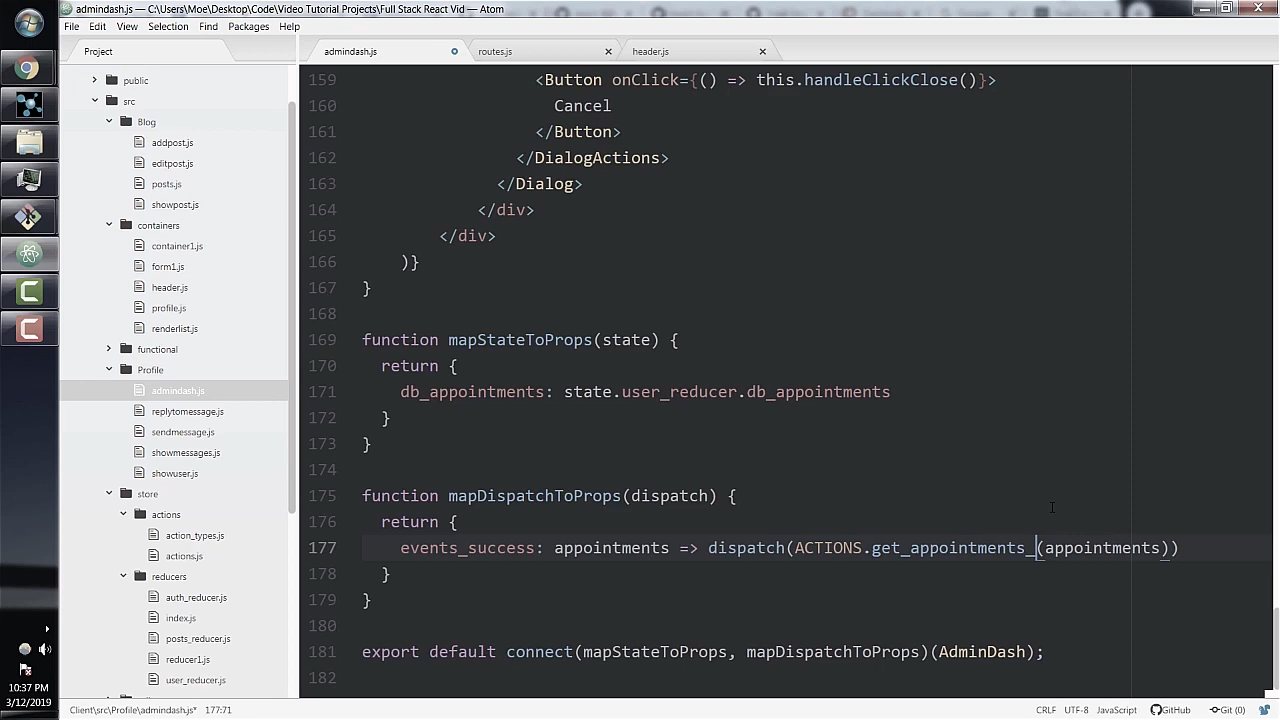 admindash.js — C:\Users\Moe\Desktop\Code\Video Tutorial Projects\Full Stack React Vid — Atom
File Edit View Selection Find Packages Help
Project
admindash.js
routes.js
header.js
public
src
Blog
addpost.js
editpost.js
posts.js
showpost.js
containers
container1.js
form1.js
header.js
profile.js
renderlist.js
functional
Profile
admindash.js
replytomessage.js
sendmessage.js
showmessages.js
showuser.js
store
actions
action_types.js
actions.js
reducers
auth_reducer.js
index.js
posts_reducer.js
reducer1.js
user_reducer.js
159 <Button onClick={() => this.handleClickClose()}>
160 Cancel
161 </Button>
162 </DialogActions>
163 </Dialog>
164 </div>
165 </div>
166 )}
167 }
168
169 function mapStateToProps(state) {
170 return {
171 db_appointments: state.user_reducer.db_appointments
172 }
173 }
174
175 function mapDispatchToProps(dispatch) {
176 return {
177 events_success: appointments => dispatch(ACTIONS.get_appointments_(appointments))
178 }
179 }
180
181 export default connect(mapStateToProps, mapDispatchToProps)(AdminDash);
182
10:37 PM
3/12/2019
Client\src\Profile\admindash.js* 177:71
CRLF UTF-8 JavaScript GitHub Git (0)